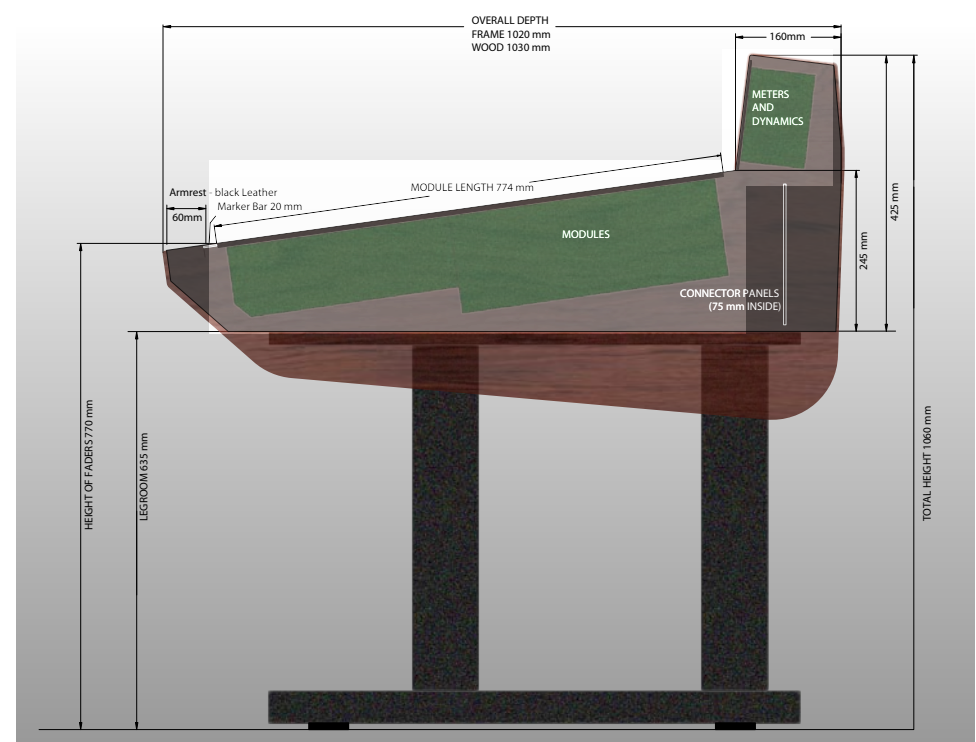 OVERALL DEPTH
FRAME 1020 mm
WOOD 1030 mm
160mm
METERS
AND
DYNAMICS
MODULE LENGTH 774 mm
Armrest - black Leather
Marker Bar 20 mm
60mm
MODULES
425 mm
245 mm
CONNECTOR PANELS
(75 mm INSIDE)
HEIGHT OF FADERS 770 mm
LEGROOM 635 mm
TOTAL HEIGHT 1060 mm